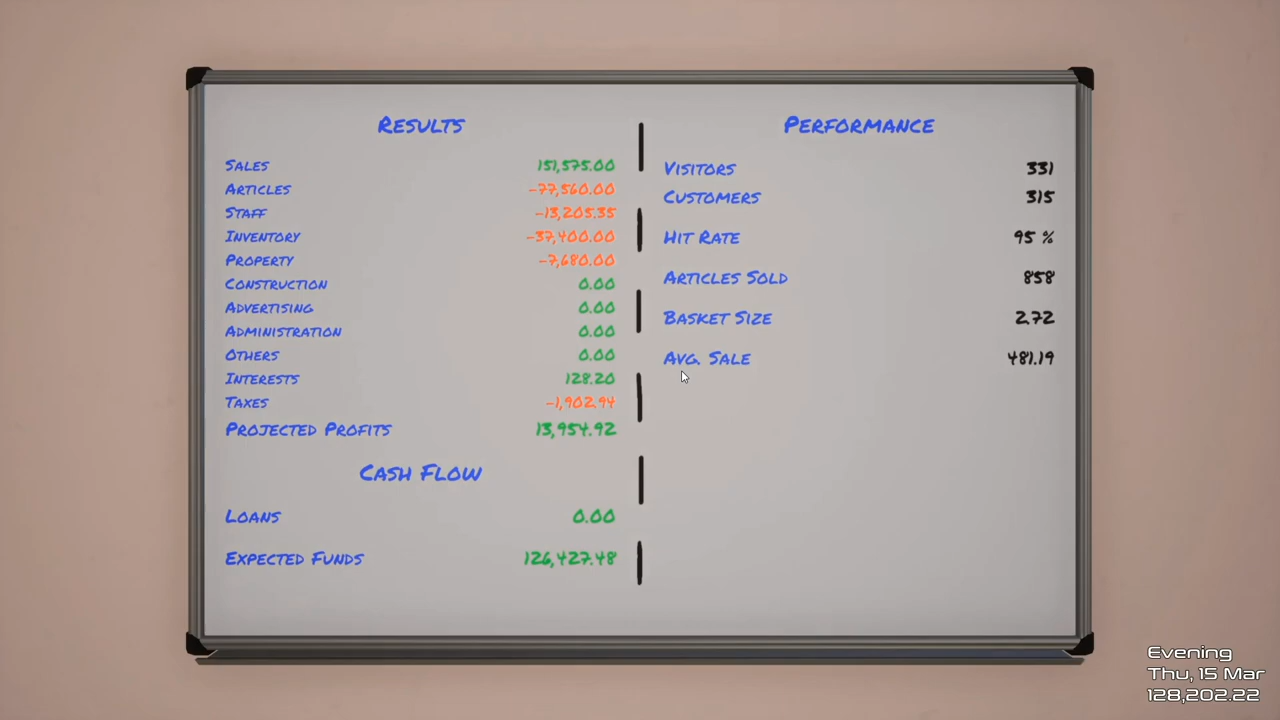 RESULTS
SALES 151,575.00
ARTICLES -77,560.00
STAFF -13,205.35
INVENTORY -37,400.00
PROPERTY -7,680.00
CONSTRUCTION 0.00
ADVERTISING 0.00
ADMINISTRATION 0.00
OTHERS 0.00
INTERESTS 128.20
TAXES -1,902.94
PROJECTED PROFITS 13,954.92
CASH FLOW
LOANS 0.00
EXPECTED FUNDS 126,427.48
PERFORMANCE
VISITORS 331
CUSTOMERS 315
HIT RATE 95 %
ARTICLES SOLD 858
BASKET SIZE 2.72
AVG. SALE 481.19
Evening
Thu, 15 Mar
128,202.22